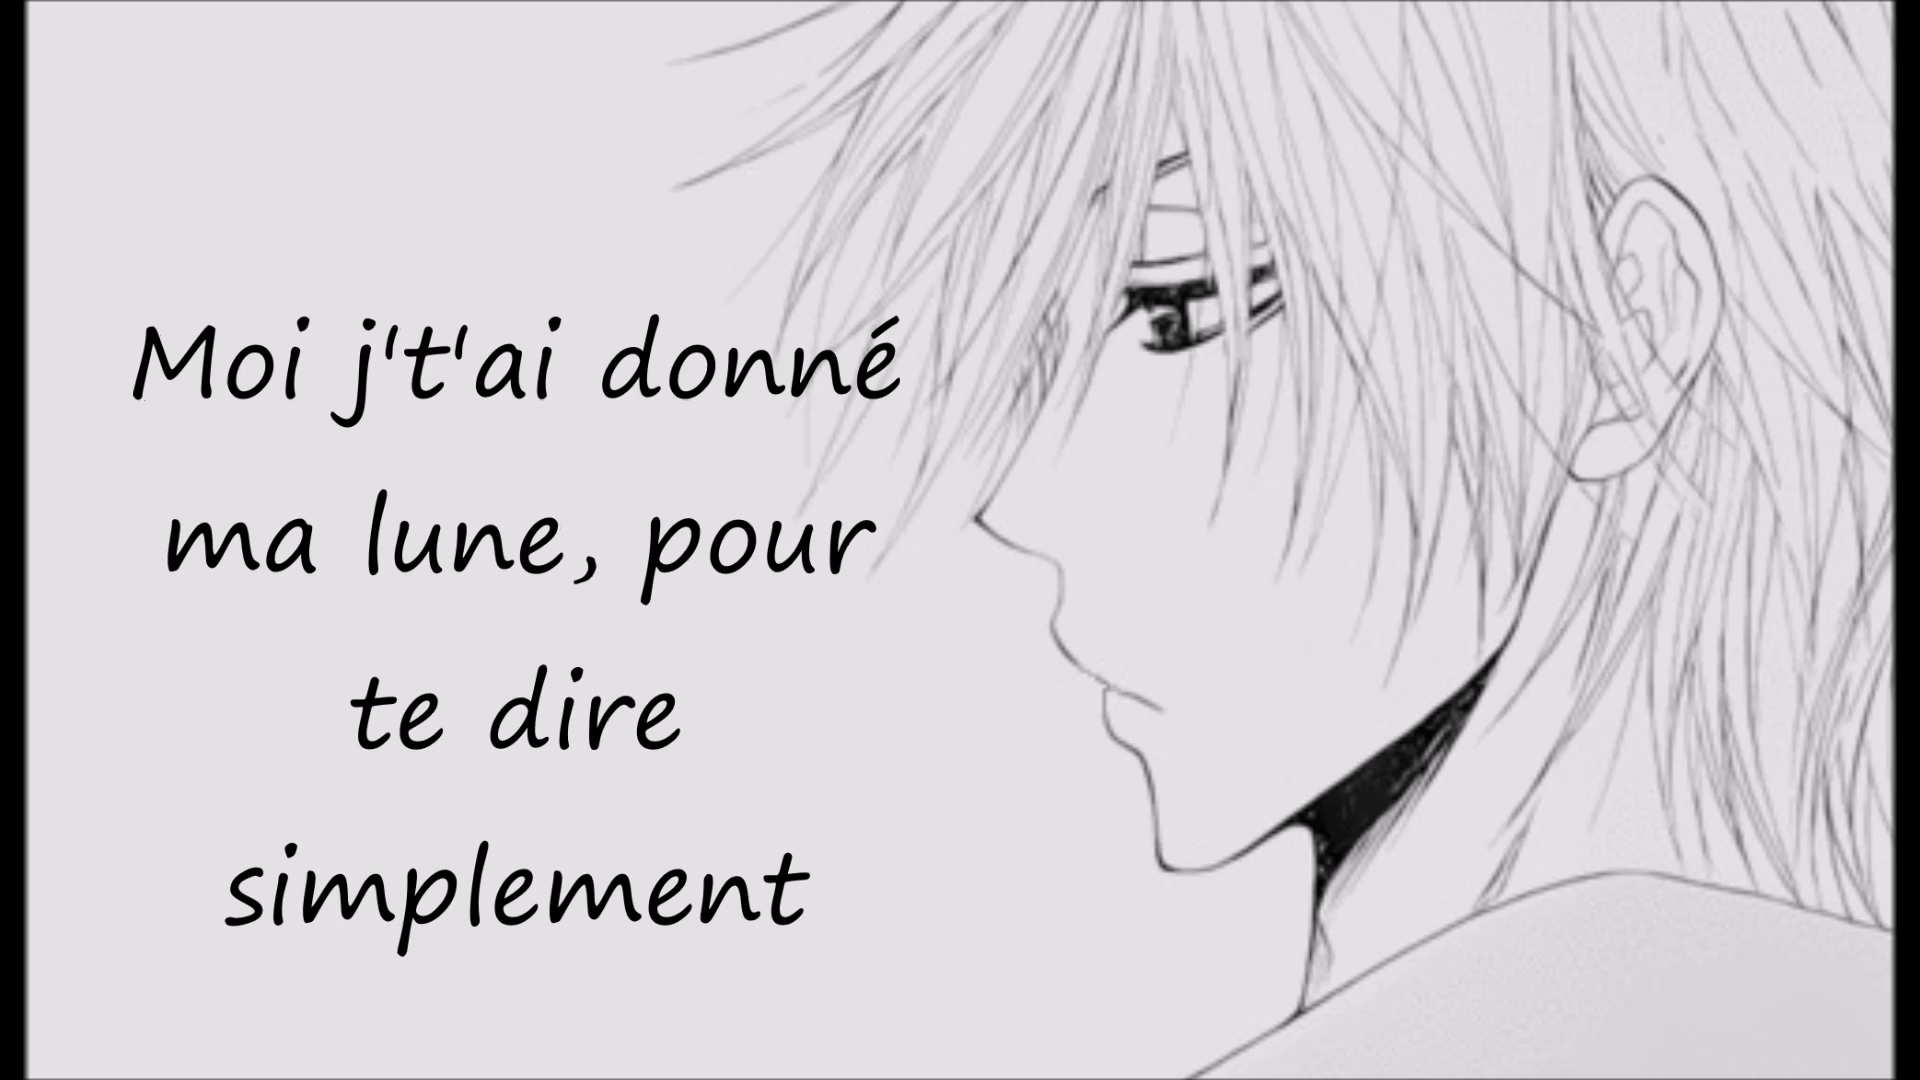 Moi j't'ai donné
ma lune, pour
te dire
simplement